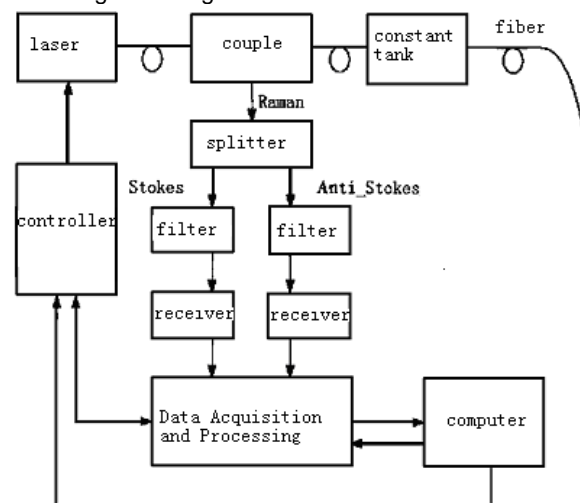 laser
couple
constant
tank
fiber
Raman
splitter
Stokes
Anti_Stokes
controller
filter
filter
receiver
receiver
Data Acquisition
and Processing
computer